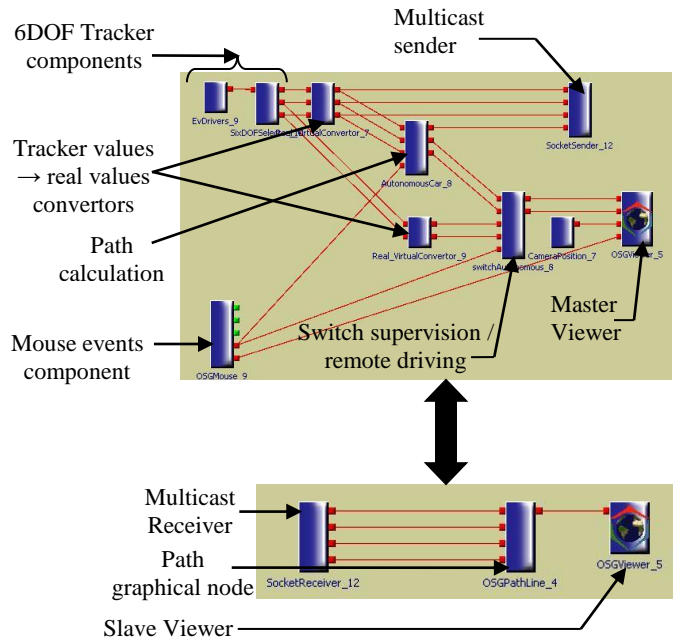 6DOF Tracker
components
Multicast
sender
EvDrivers_9
SocketSender_12
Tracker values
→ real values
convertors
AutonomousCar_8
Path
calculation
Real_VirtualConvertor_9
switchAutonomous_8
CameraPosition_7
OSGViewer_5
Mouse events
component
OSGMouse_9
Switch supervision /
remote driving
Master
Viewer
Multicast
Receiver
Path
graphical node
SocketReceiver_12
OSGPathLine_4
OSGViewer_5
Slave Viewer